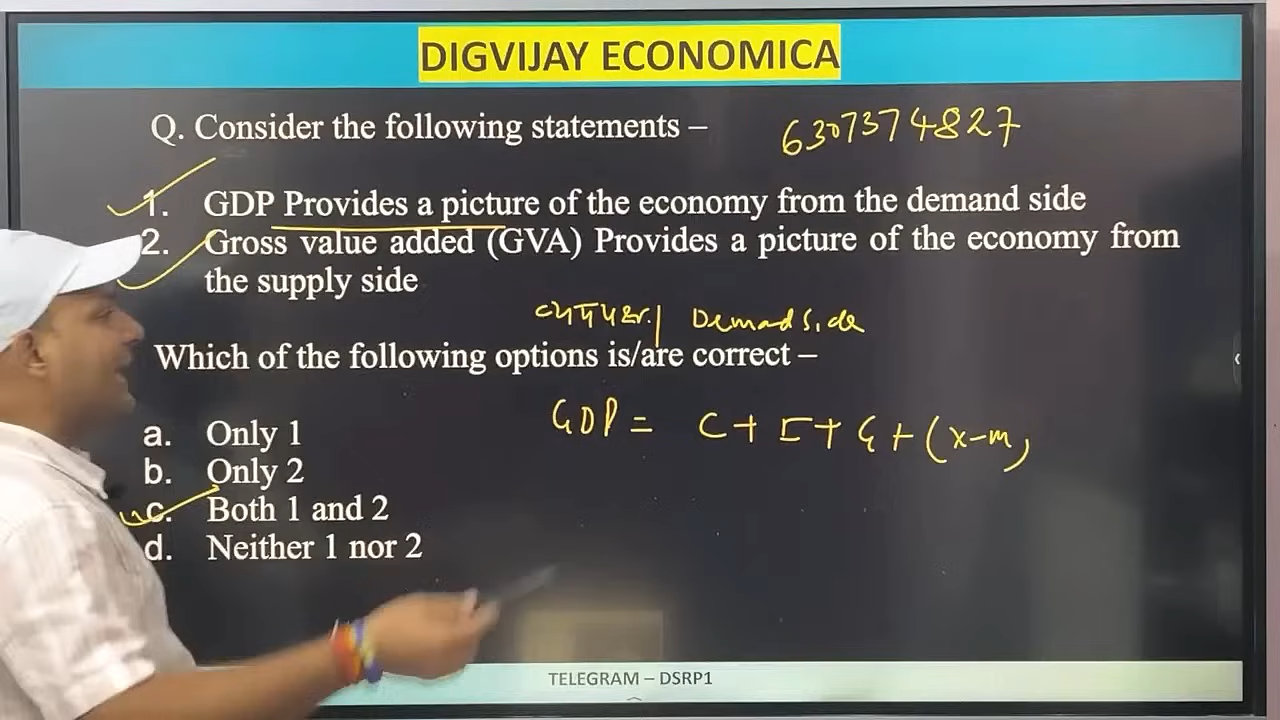 DIGVIJAY ECONOMICA
Q. Consider the following statements – 6307374827
1. GDP Provides a picture of the economy from the demand side
2. Gross value added (GVA) Provides a picture of the economy from
the supply side
Demad Side
Which of the following options is/are correct –
GDP = C + I + G + (x-m)
a. Only 1
b. Only 2
c. Both 1 and 2
d. Neither 1 nor 2
TELEGRAM – DSRP1